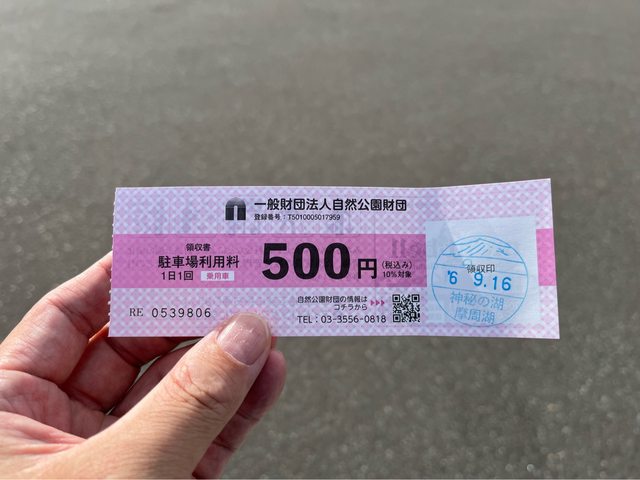 一般財団法人自然公園財団
登録番号：T5010005017959
領収書
駐車場利用料
1日1回 乗用車
500円
(税込み)
10%対象
自然公園財団の情報は
コチラから
TEL：03-3556-0818
RE 0539806
領収印
'6 9.16
神秘の湖
摩周湖